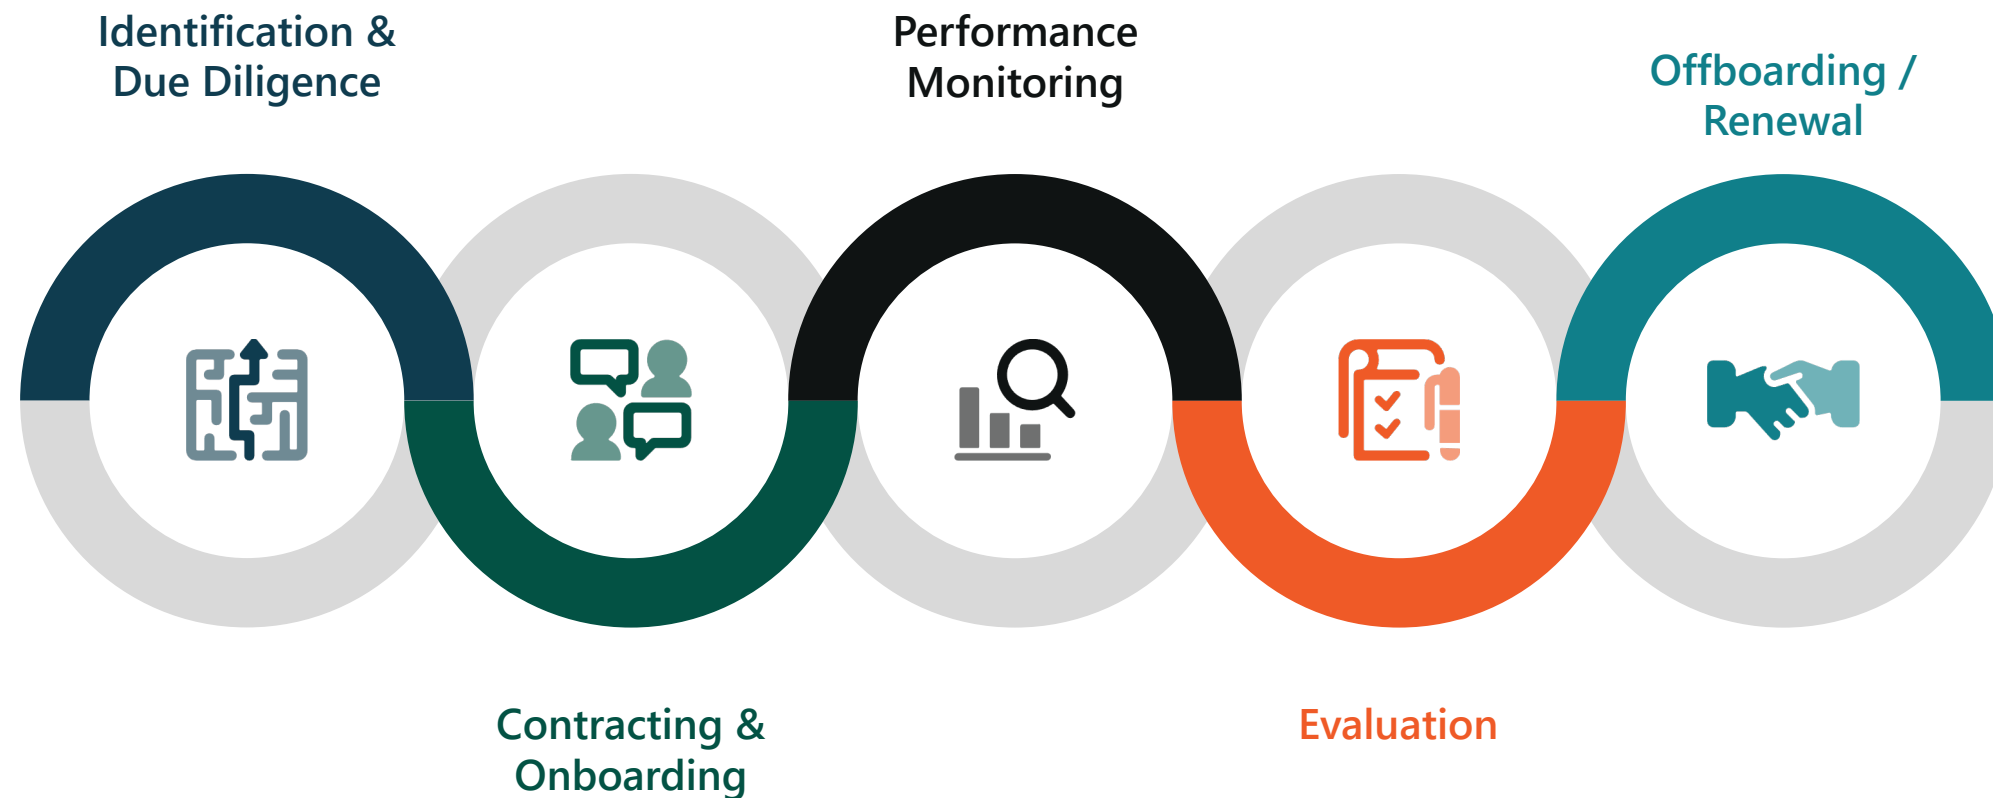 Identification &
Due Diligence
Contracting &
Onboarding
Performance
Monitoring
Evaluation
Offboarding /
Renewal